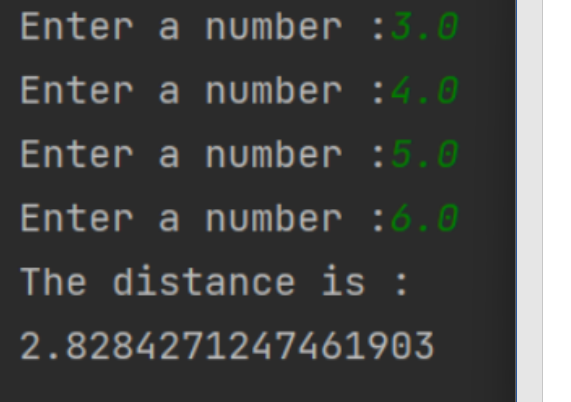 Enter a number :3.0
Enter a number :4.0
Enter a number :5.0
Enter a number :6.0
The distance is :
2.8284271247461903